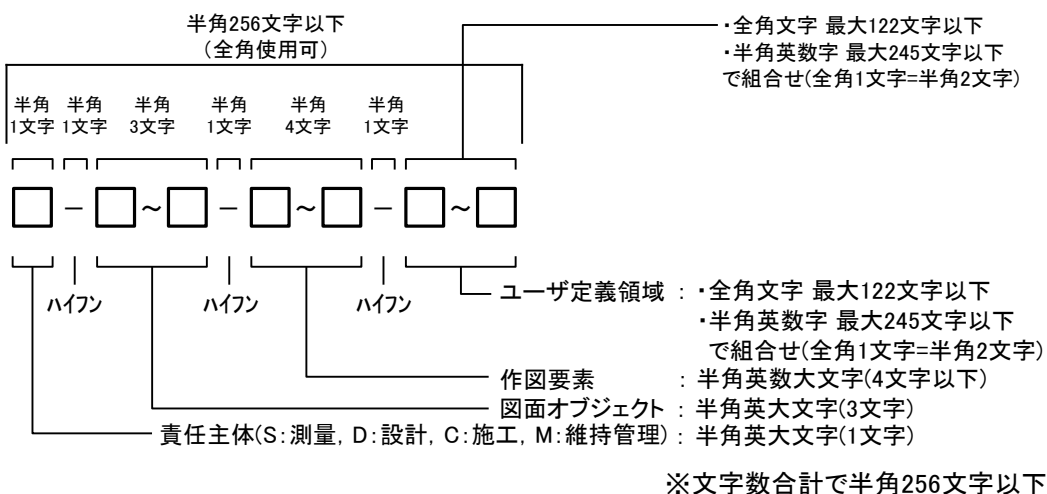 半角256文字以下
(全角使用可)
・全角文字 最大122文字以下
・半角英数字 最大245文字以下
で組合せ(全角1文字=半角2文字)
半角 半角 半角 半角 半角 半角
1文字 1文字 3文字 1文字 4文字 1文字
□ － □～□ － □～□ － □～□
ハイフン ハイフン ハイフン
ユーザ定義領域 : ・全角文字 最大122文字以下
・半角英数字 最大245文字以下
で組合せ(全角1文字=半角2文字)
作図要素 : 半角英数大文字(4文字以下)
図面オブジェクト : 半角英大文字(3文字)
責任主体(S:測量, D:設計, C:施工, M:維持管理) : 半角英大文字(1文字)
※文字数合計で半角256文字以下